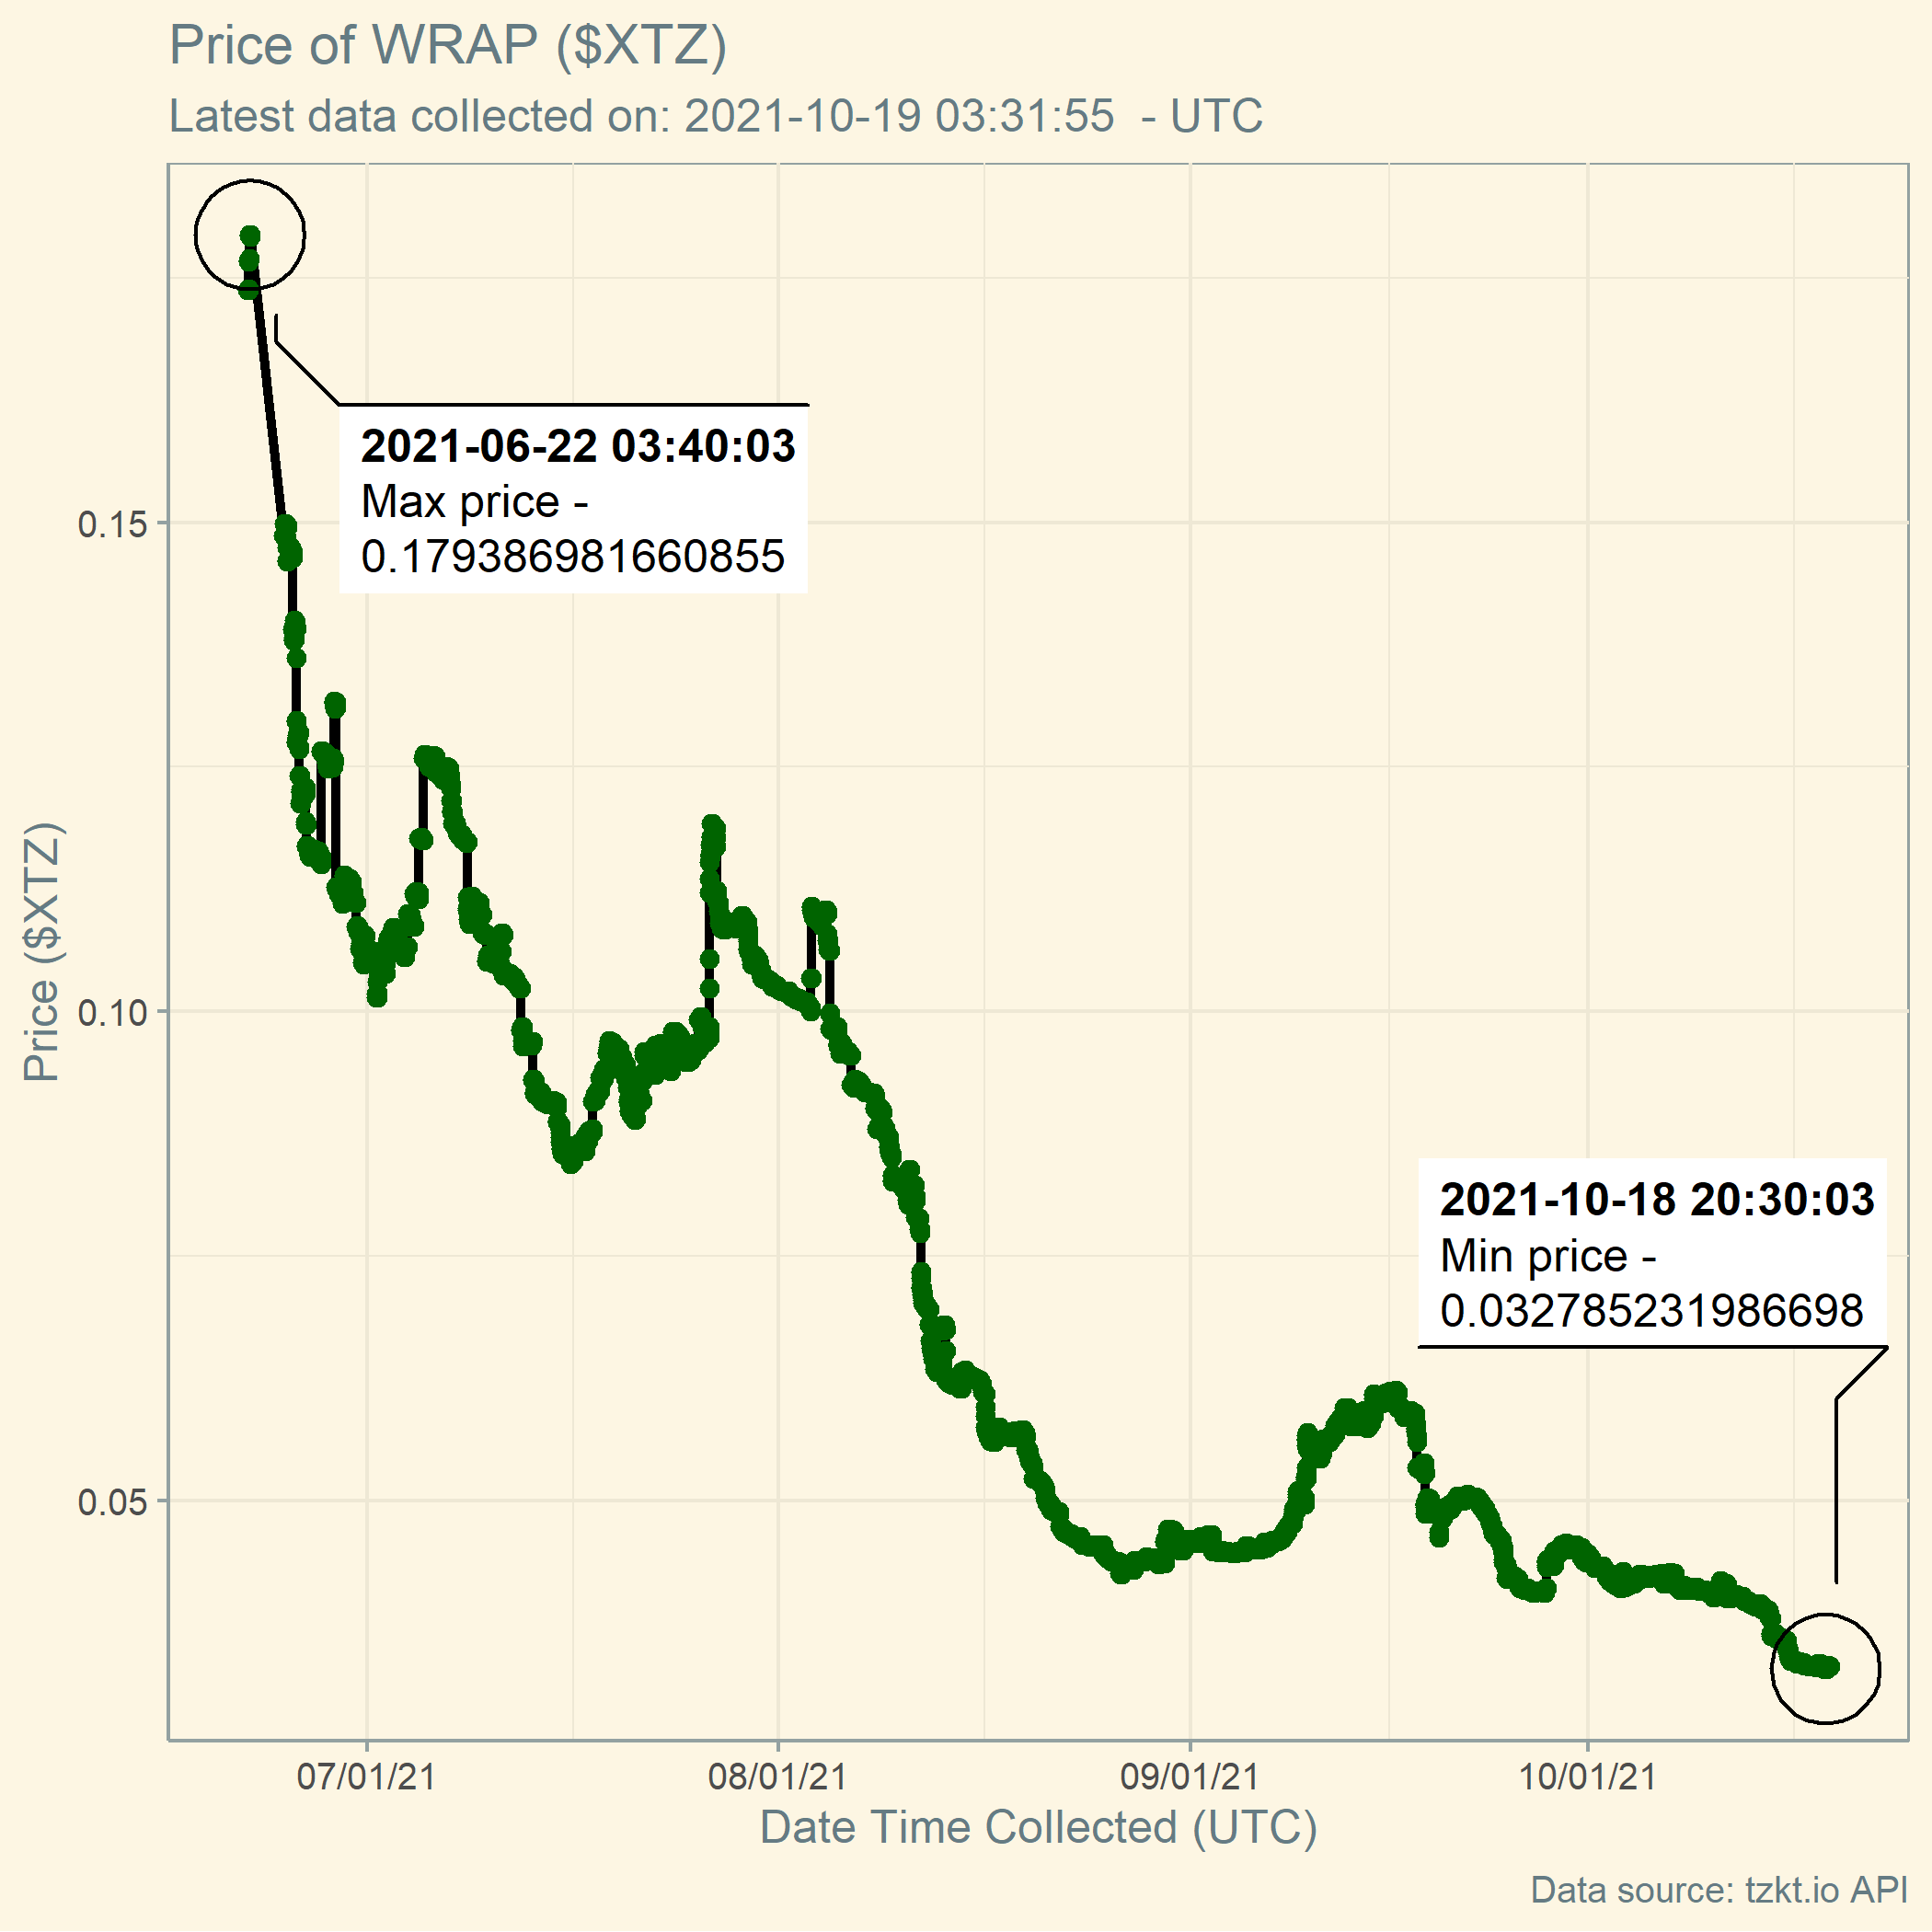 Price of WRAP ($XTZ)
Latest data collected on: 2021-10-19 03:31:55  - UTC
2021-06-22 03:40:03
Max price -
0.179386981660855
0.15
0.10
0.05
Price ($XTZ)
2021-10-18 20:30:03
Min price -
0.032785231986698
07/01/21
08/01/21
09/01/21
10/01/21
Date Time Collected (UTC)
Data source: tzkt.io API